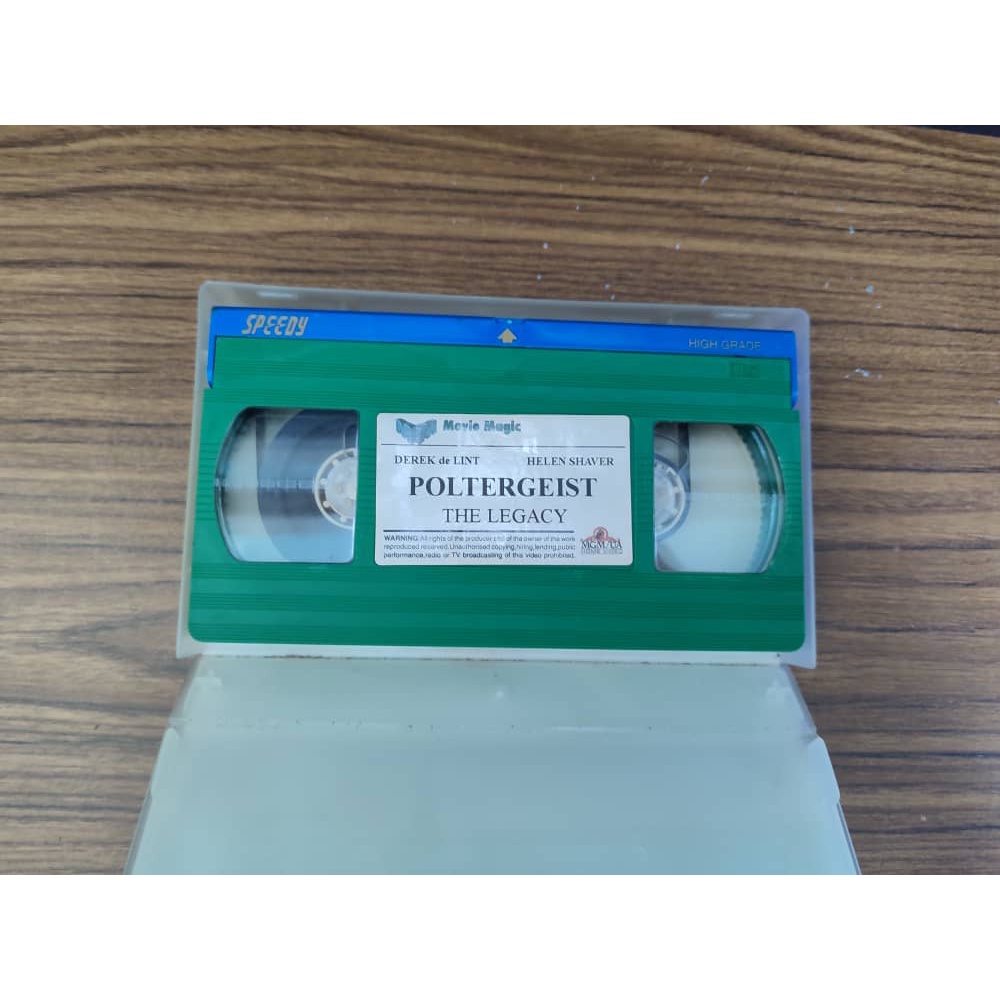 SPEEDY
HIGH GRADE
Movie Magic
DEREK de LINT HELEN SHAVER
POLTERGEIST
THE LEGACY
WARNING. All rights of the producer and of the owner of the work
reproduced reserved. Unauthorised copying, hiring, lending, public
performance, radio or TV broadcasting of this video prohibited.
MGM/UA